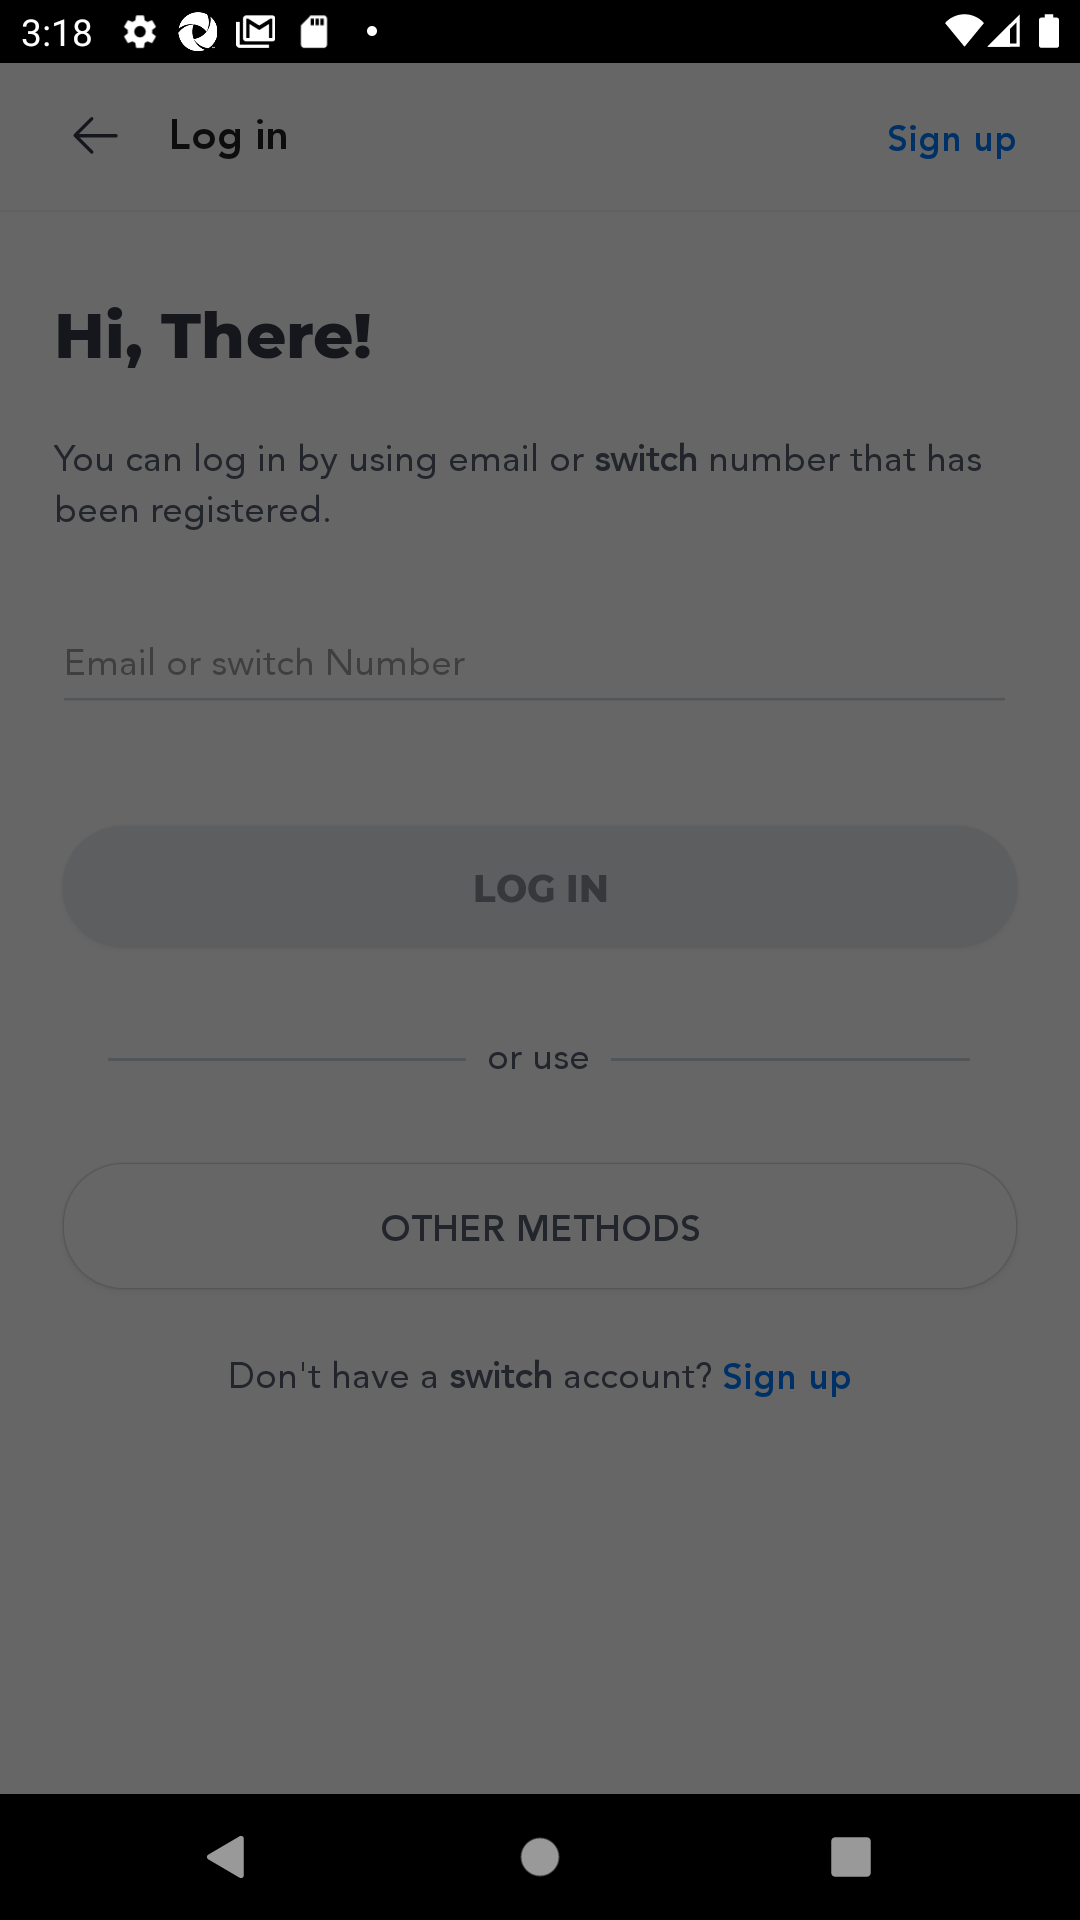 3:18
Log in
Sign up
Hi, There!
You can log in by using email or switch number that has
been registered.
Email or switch Number
LOG IN
or use
OTHER METHODS
Don't have a switch account? Sign up